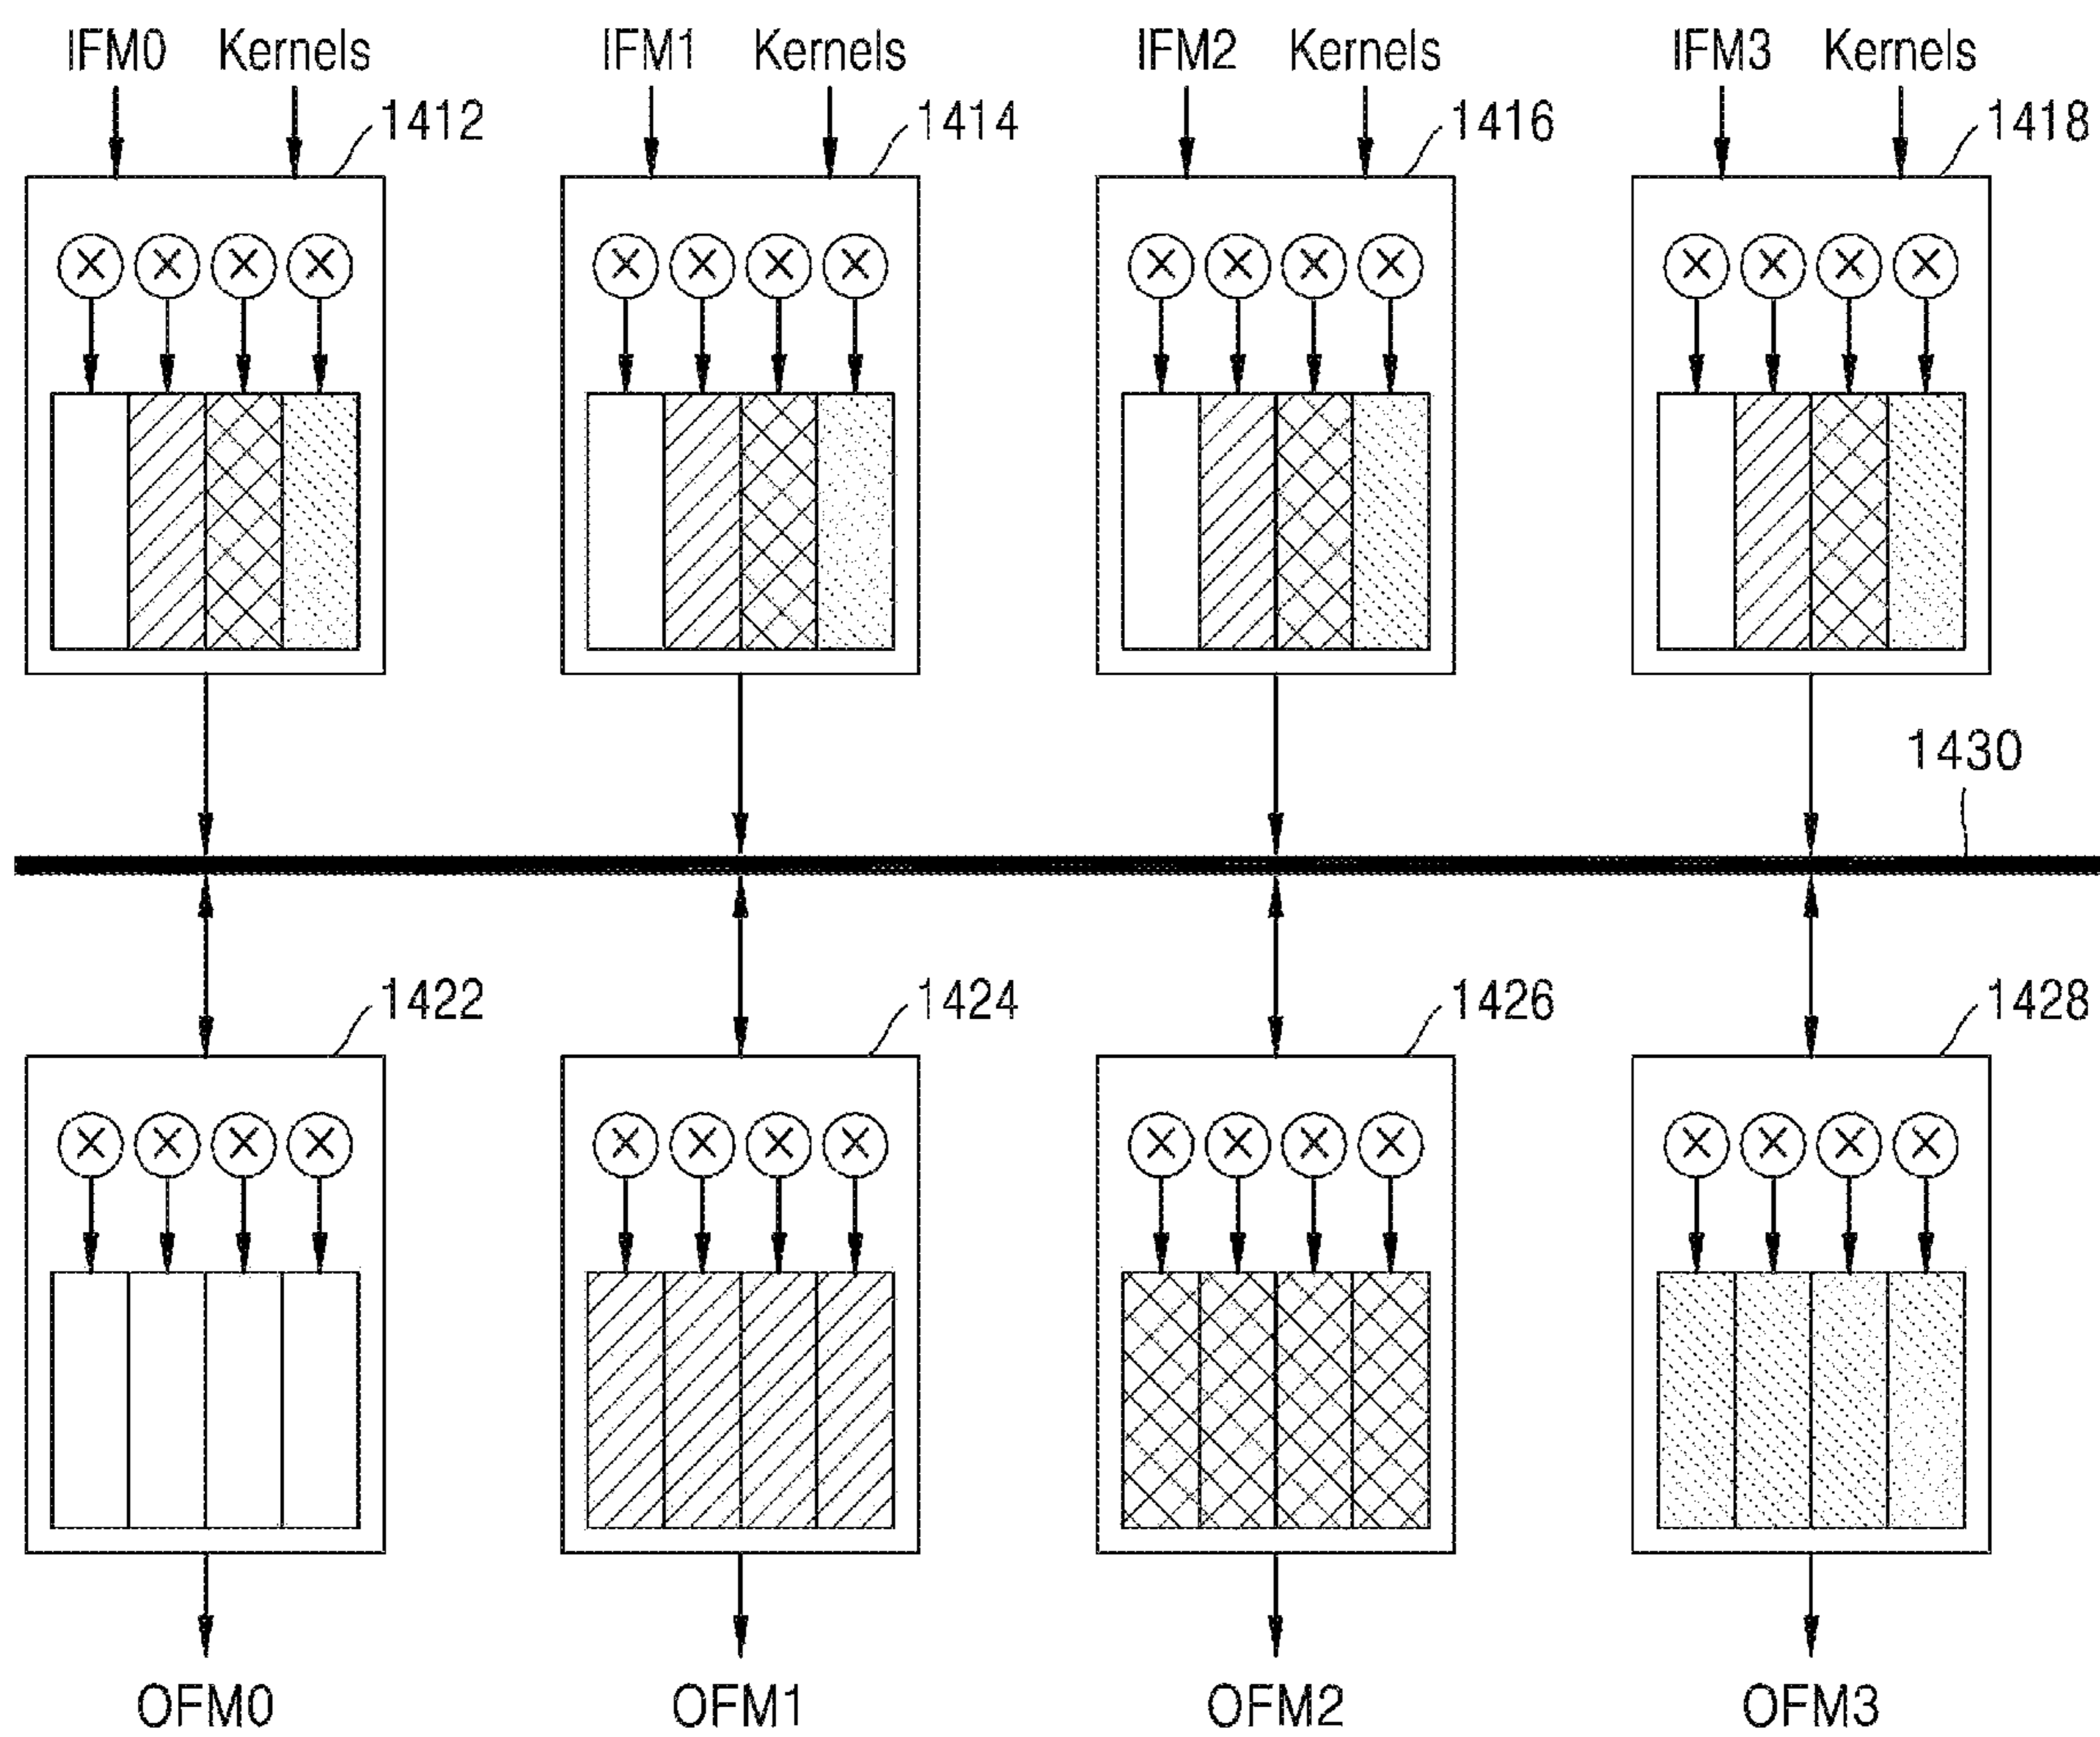 IFM0 Kernels IFM1 Kernels IFM2 Kernels IFM3 Kernels
1412 1414 1416 1418
1430
1422 1424 1426 1428
OFM0 OFM1 OFM2 OFM3